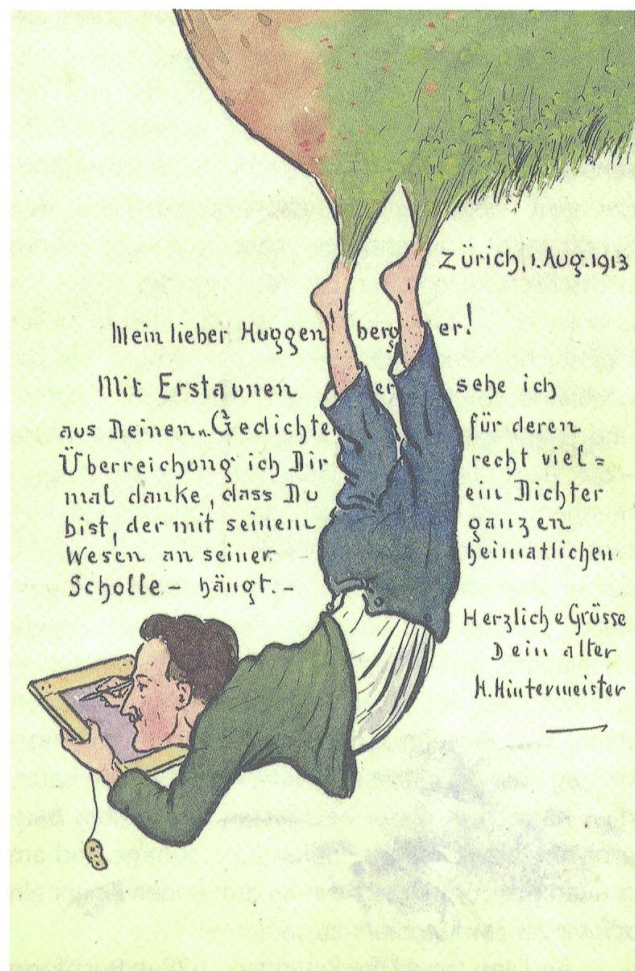 Zürich, 1. Aug. 1913
Mein lieber Huggenberger!
Mit Erstaunen ersehe ich
aus Deinen „Gedichten für deren
Überreichung ich Dir recht viel=
mal danke, dass Du ein Dichter
bist, der mit seinem ganzen
Wesen an seiner heimatlichen
Scholle – hängt. –
Herzliche Grüsse
Dein alter
H. Hintermeister